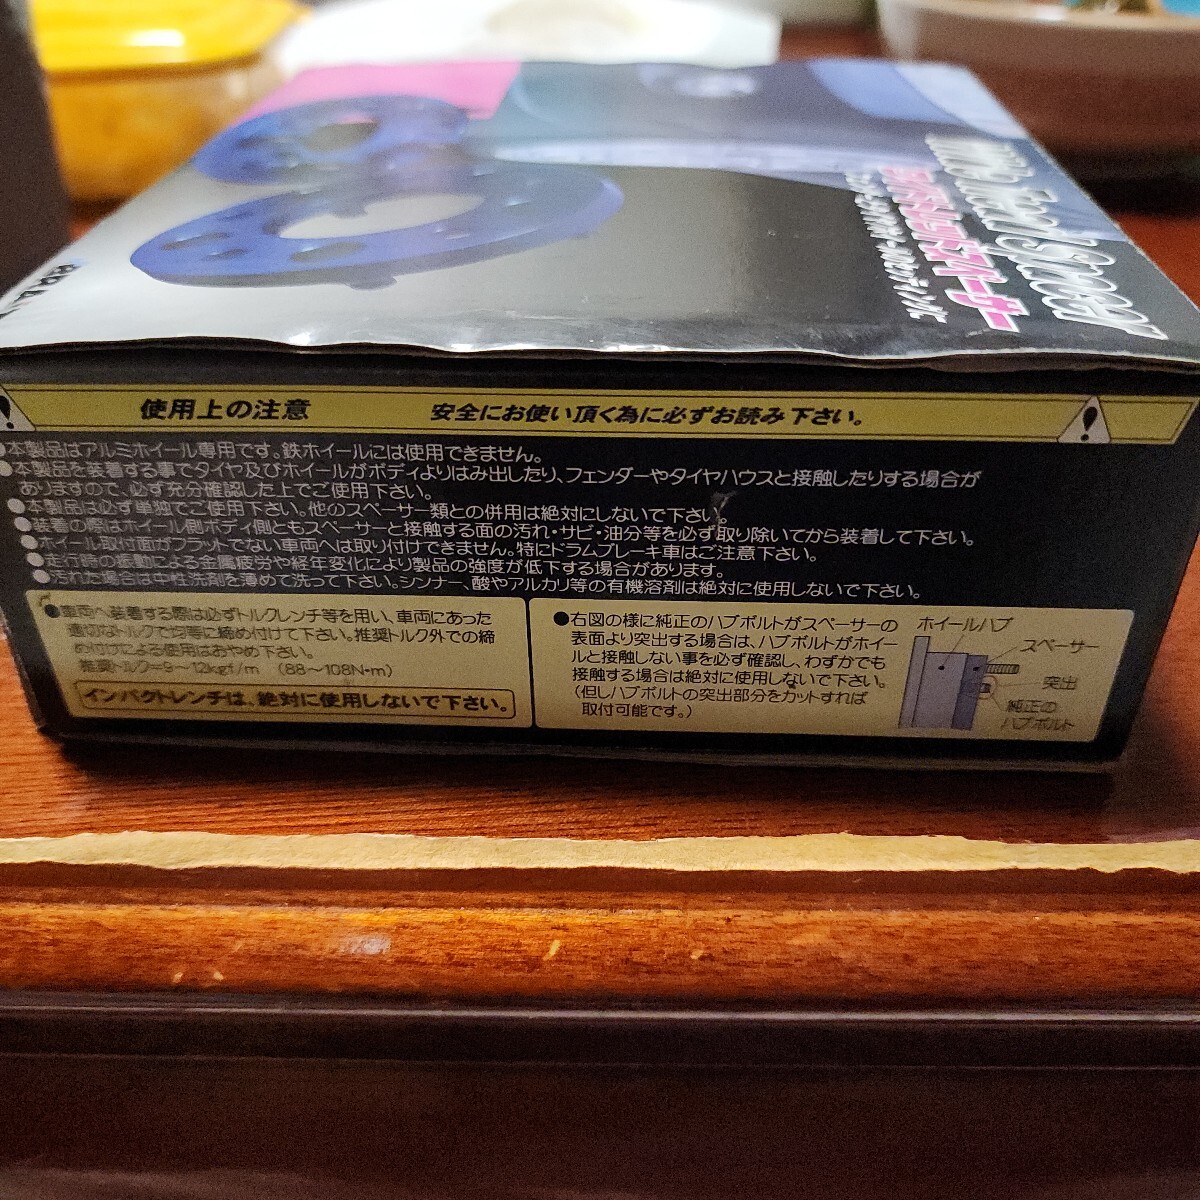 Wide Tread Spacer
ワイドトレッドスペーサー
使用上の注意 安全にお使い頂く為に必ずお読み下さい。
●本製品はアルミホイール専用です。鉄ホイールには使用できません。
●本製品を装着する事でタイヤ及びホイールがボディよりはみ出したり、フェンダーやタイヤハウスと接触したりする場合が
ありますので、必ず充分確認した上でご使用下さい。
●本製品は必ず単独でご使用下さい。他のスペーサー類との併用は絶対にしないで下さい。
●装着の際はホイール側ボディ側ともスペーサーと接触する面の汚れ・サビ・油分等を必ず取り除いてから装着して下さい。
●ホイール取付面がフラットでない車両へは取り付けできません。特にドラムブレーキ車はご注意下さい。
●走行時の振動による金属疲労や経年変化により製品の強度が低下する場合があります。
●汚れた場合は中性洗剤を薄めて洗って下さい。シンナー、酸やアルカリ等の有機溶剤は絶対に使用しないで下さい。
●車両へ装着する際は必ずトルクレンチ等を用い、車両にあった
適切なトルクで均等に締め付けて下さい。推奨トルク外での締
め付けによる使用はおやめ下さい。
推奨トルク=9〜12kgf/m (88〜108N・m)
インパクトレンチは、絶対に使用しないで下さい。
●右図の様に純正のハブボルトがスペーサーの
表面より突出する場合は、ハブボルトがホイー
ルと接触しない事を必ず確認し、わずかでも
接触する場合は絶対に使用しないで下さい。
(但しハブボルトの突出部分をカットすれば
取付可能です。)
ホイールハブ
スペーサー
突出
純正の
ハブボルト